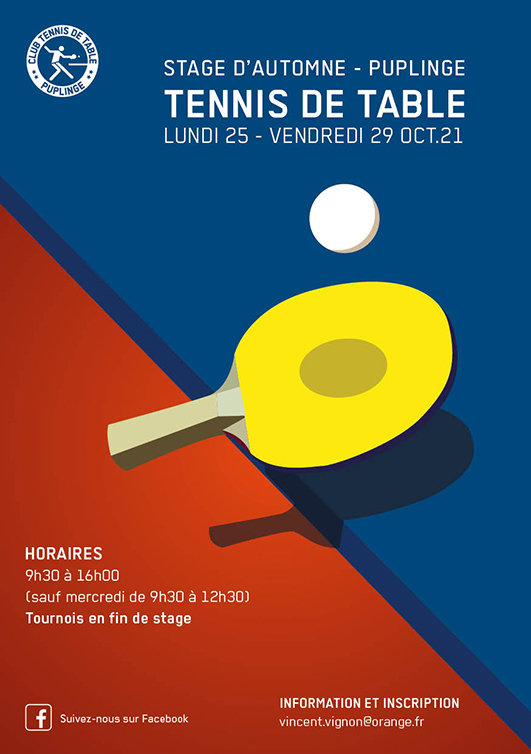 CLUB TENNIS DE TABLE
PUPLINGE
STAGE D'AUTOMNE - PUPLINGE
TENNIS DE TABLE
LUNDI 25 - VENDREDI 29 OCT.21
HORAIRES
9h30 à 16h00
(sauf mercredi de 9h30 à 12h30)
Tournois en fin de stage
Suivez-nous sur Facebook
INFORMATION ET INSCRIPTION
vincent.vignon@orange.fr